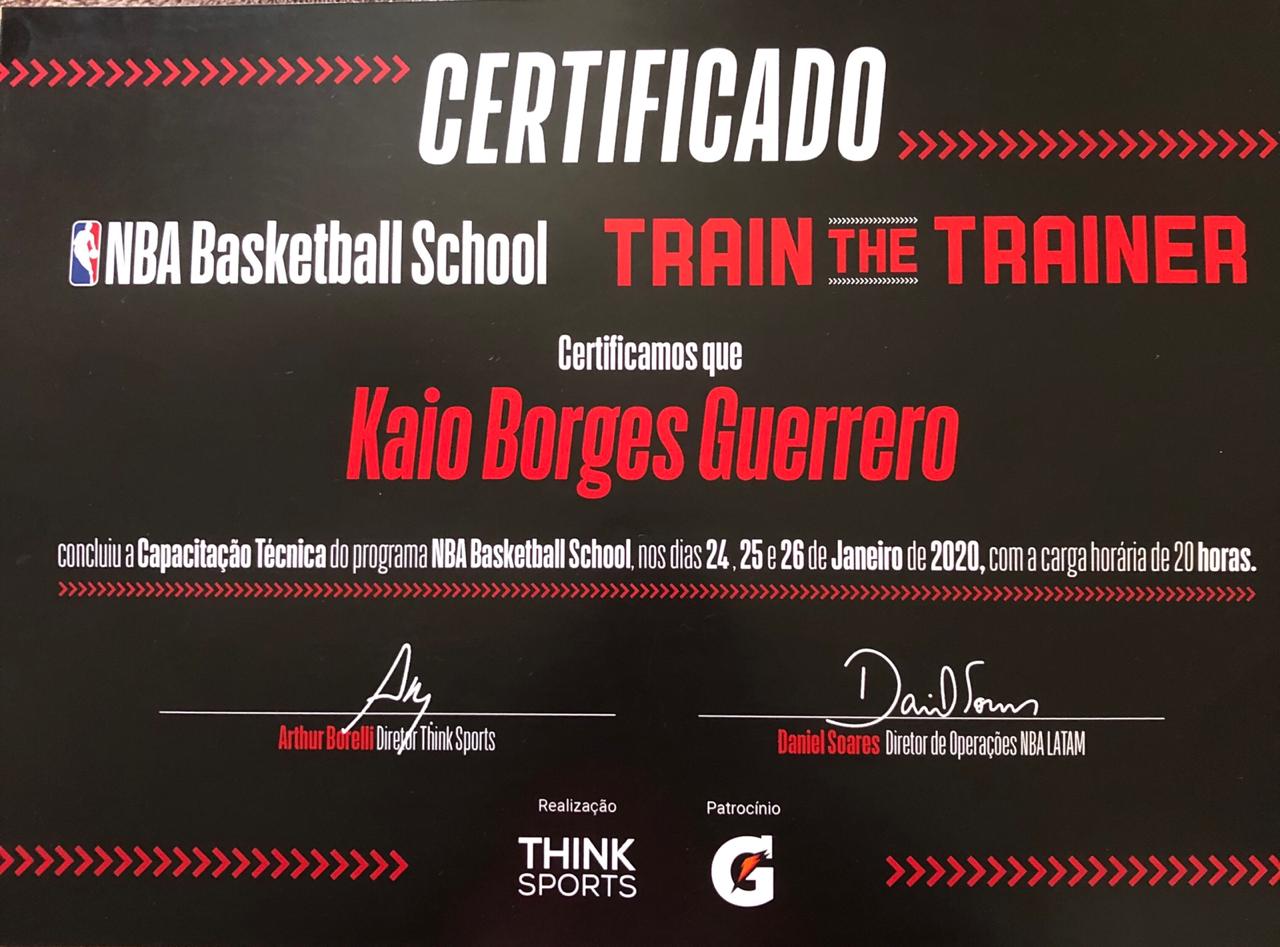 CERTIFICADO
NBA Basketball School TRAIN THE TRAINER
Certificamos que
Kaio Borges Guerrero
concluiu a Capacitação Técnica do programa NBA Basketball School, nos dias 24, 25 e 26 de Janeiro de 2020, com a carga horária de 20 horas.
Arthur Borelli Diretor Think Sports
Daniel Soares Diretor de Operações NBA LATAM
Realização
Patrocínio
THINK
SPORTS
G